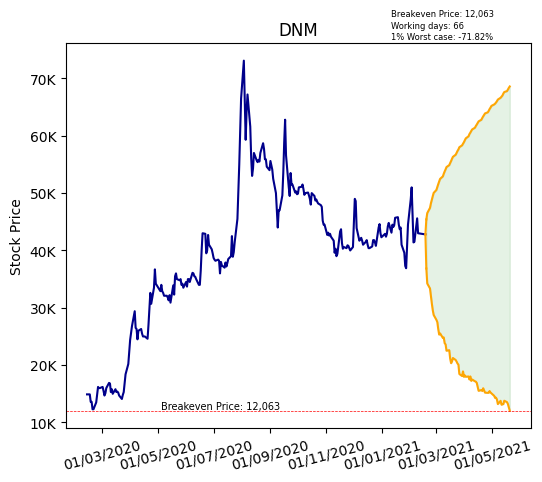 Breakeven Price: 12,063
Working days: 66
1% Worst case: -71.82%
DNM
Stock Price
70K
60K
50K
40K
30K
20K
10K
Breakeven Price: 12,063
01/03/2020
01/05/2020
01/07/2020
01/09/2020
01/11/2020
01/01/2021
01/03/2021
01/05/2021